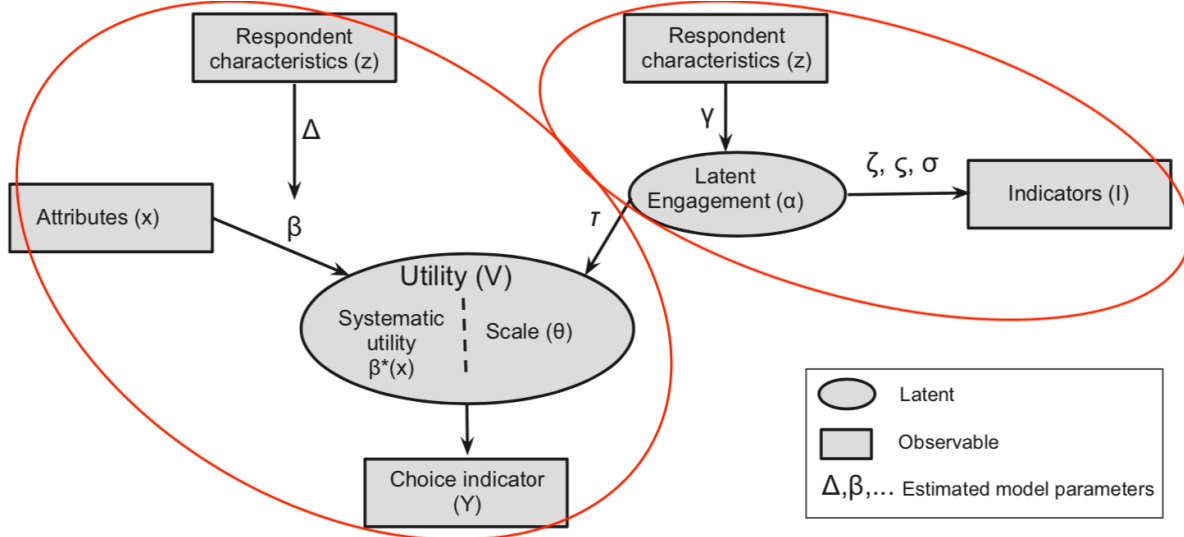 Respondent
characteristics (z)
Δ
Attributes (x)
β
Utility (V)
Systematic
utility
β*(x)
Scale (θ)
Choice indicator
(Y)
Respondent
characteristics (z)
γ
Latent
Engagement (α)
ζ, ς, σ
Indicators (I)
τ
Latent
Observable
Δ,β,... Estimated model parameters